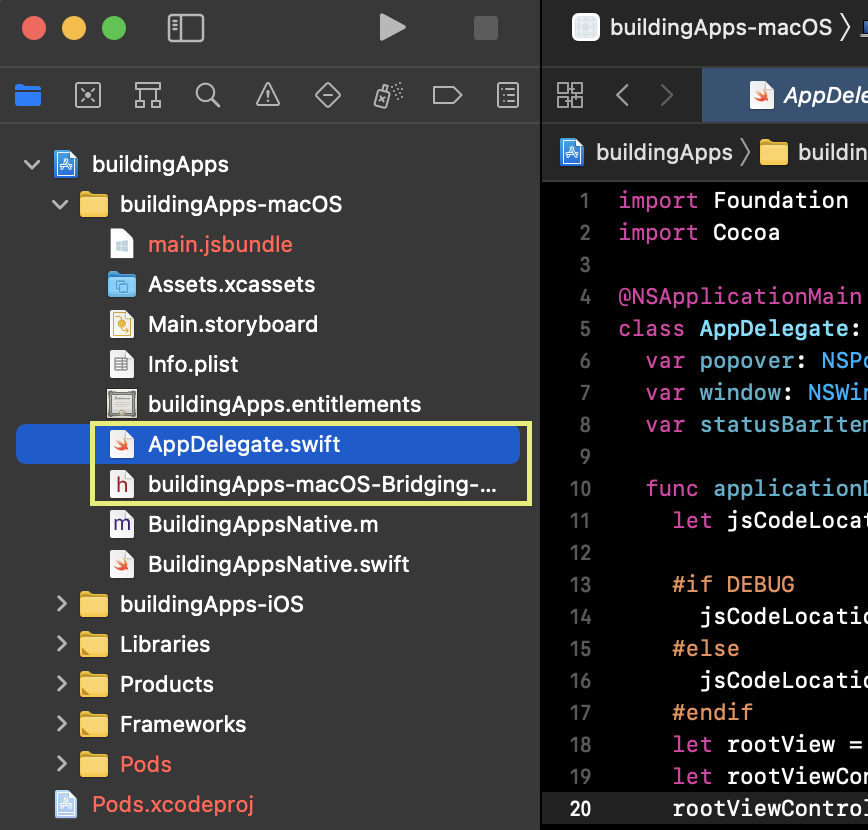 buildingApps-macOS
AppDele
buildingApps
buildin
buildingApps
buildingApps-macOS
main.jsbundle
Assets.xcassets
Main.storyboard
Info.plist
buildingApps.entitlements
AppDelegate.swift
h buildingApps-macOS-Bridging-...
m BuildingAppsNative.m
BuildingAppsNative.swift
buildingApps-iOS
Libraries
Products
Frameworks
Pods
Pods.xcodeproj
1 import Foundation
2 import Cocoa
3
4 @NSApplicationMain
5 class AppDelegate:
6 var popover: NSPo
7 var window: NSWin
8 var statusBarItem
9
10 func applicationD
11 let jsCodeLocat
12
13 #if DEBUG
14 jsCodeLocatio
15 #else
16 jsCodeLocatio
17 #endif
18 let rootView =
19 let rootViewCon
20 rootViewControl